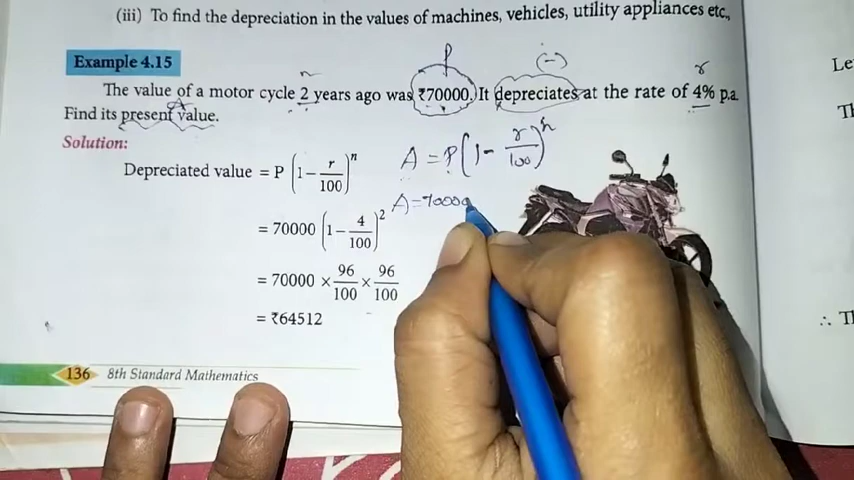 (iii) To find the depreciation in the values of machines, vehicles, utility appliances etc.,
Example 4.15
P
(-)
r
The value of a motor cycle 2 years ago was ₹70000. It depreciates at the rate of 4% p.a.
n
A
Find its present value.
Solution:
Depreciated value = P (1 - r/100)^n
A = P(1 - r/100)^n
A = 70000
= 70000 (1 - 4/100)^2
= 70000 × 96/100 × 96/100
= ₹64512
136 8th Standard Mathematics
Le
Th
∴ Th